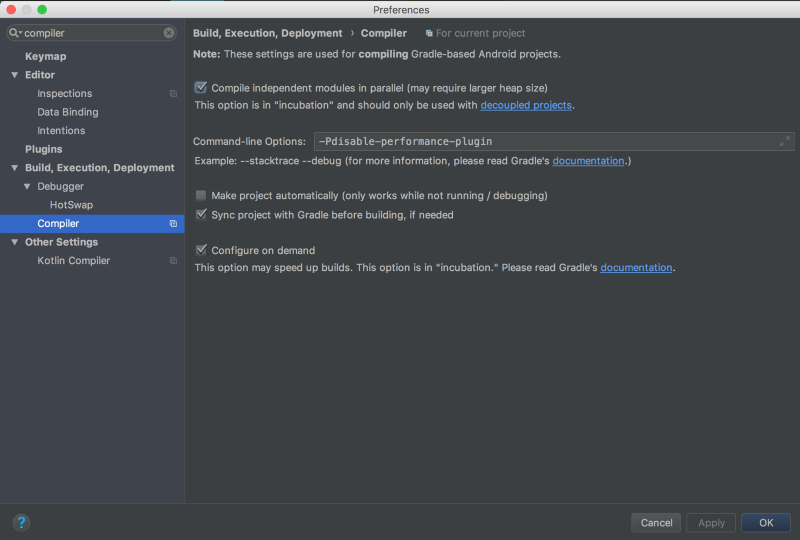 Preferences
compiler
Build, Execution, Deployment › Compiler For current project
Keymap
Editor
Inspections
Data Binding
Intentions
Plugins
Build, Execution, Deployment
Debugger
HotSwap
Compiler
Other Settings
Kotlin Compiler
Note: These settings are used for compiling Gradle-based Android projects.
Compile independent modules in parallel (may require larger heap size)
This option is in "incubation" and should only be used with decoupled projects.
Command-line Options: -Pdisable-performance-plugin
Example: --stacktrace --debug (for more information, please read Gradle's documentation.)
Make project automatically (only works while not running / debugging)
Sync project with Gradle before building, if needed
Configure on demand
This option may speed up builds. This option is in "incubation." Please read Gradle's documentation.
?
Cancel Apply OK